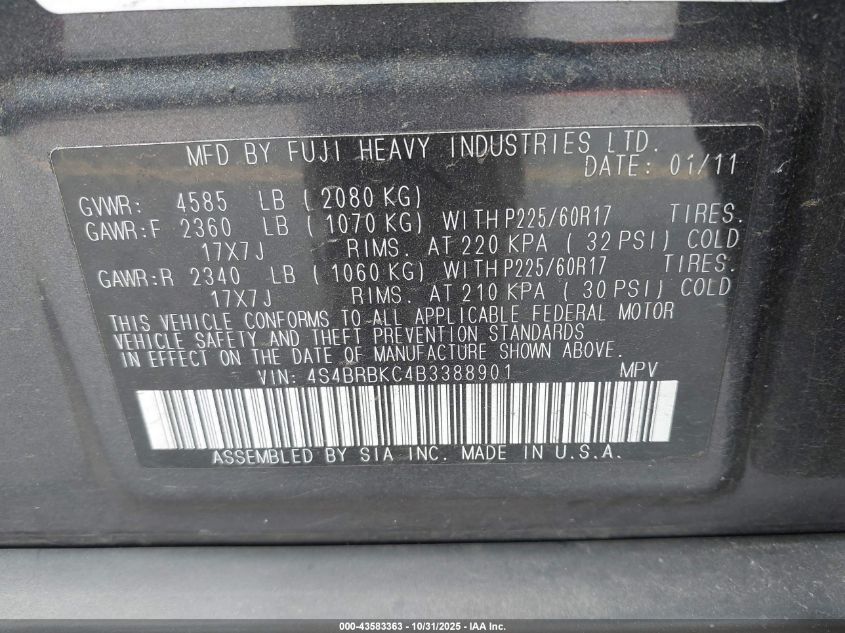 MFD BY FUJI HEAVY INDUSTRIES LTD.
DATE: 01/11
GVWR: 4585 LB ( 2080 KG)
GAWR:F 2360 LB ( 1070 KG) WITHP225/60R17 TIRES.
17X7J RIMS. AT 220 KPA ( 32 PSI) COLD
GAWR:R 2340 LB ( 1060 KG) WITHP225/60R17 TIRES.
17X7J RIMS. AT 210 KPA ( 30 PSI) COLD
THIS VEHICLE CONFORMS TO ALL APPLICABLE FEDERAL MOTOR
VEHICLE SAFETY AND THEFT PREVENTION STANDARDS
IN EFFECT ON THE DATE OF MANUFACTURE SHOWN ABOVE.
VIN: 4S4BRBKC4B3388901 MPV
ASSEMBLED BY SIA INC. MADE IN U.S.A.
000-43583363 - 10/31/2025 - IAA Inc.